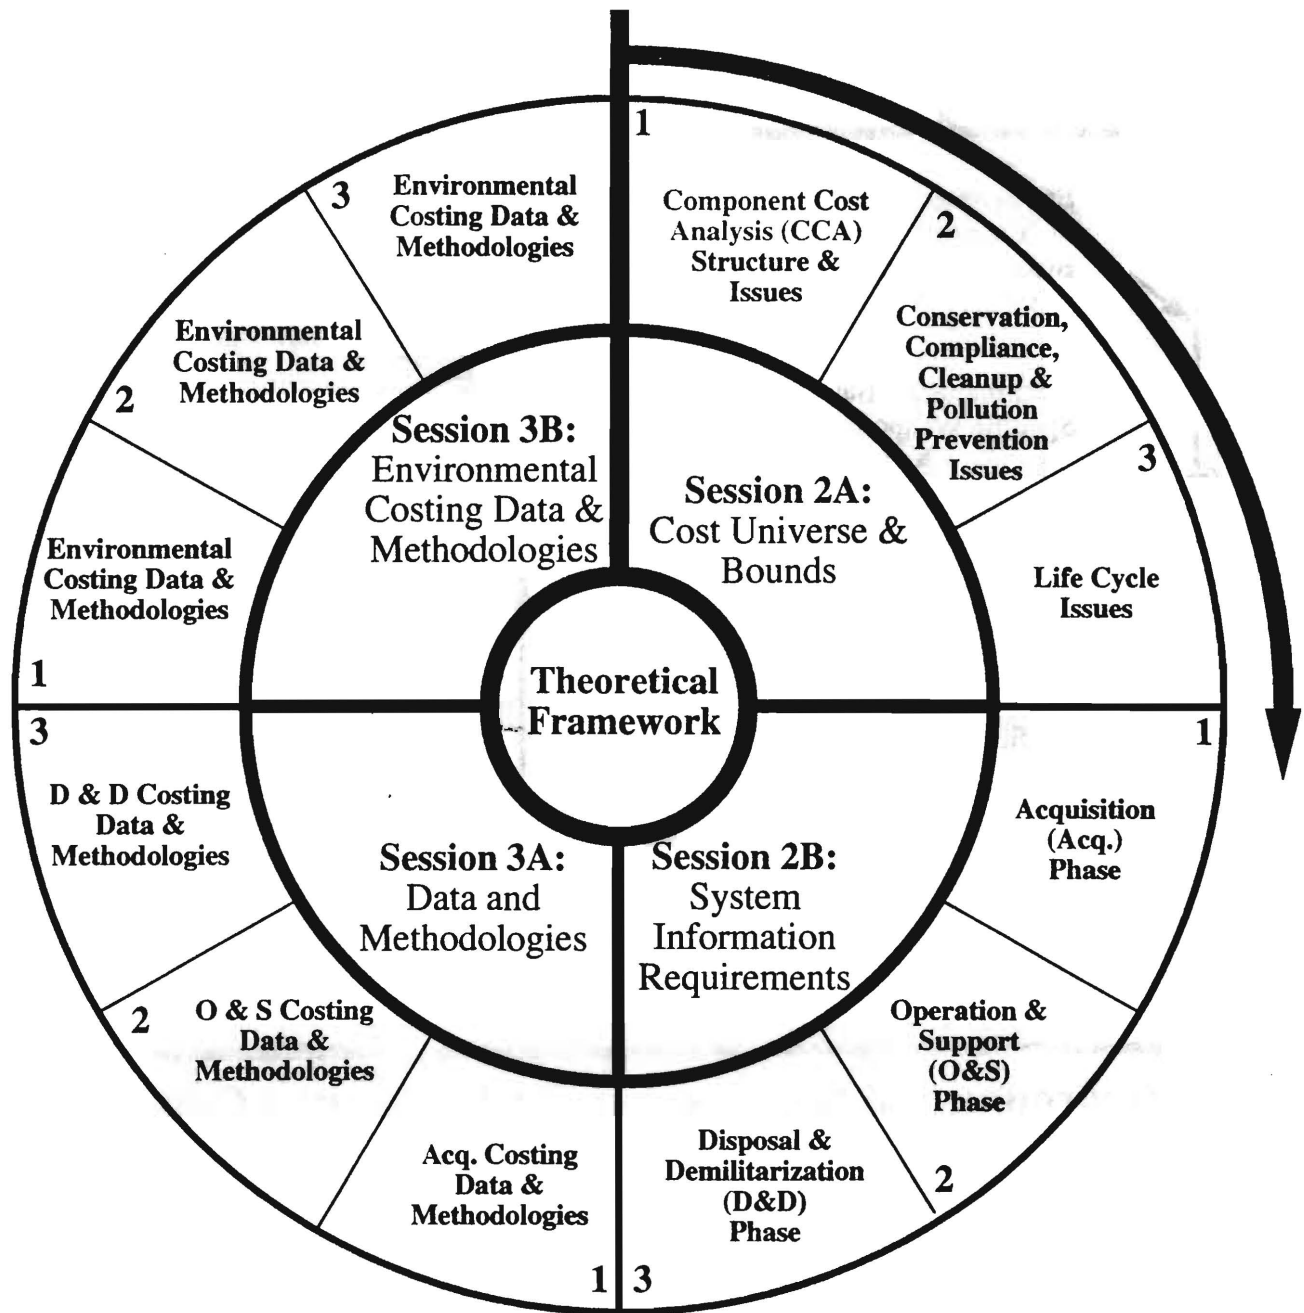 1
Component Cost
Analysis (CCA)
Structure &
Issues
2
Conservation,
Compliance,
Cleanup &
Pollution
Prevention
Issues
3
Life Cycle
Issues
1
Acquisition
(Acq.)
Phase
2
Operation &
Support
(O&S)
Phase
3
Disposal &
Demilitarization
(D&D)
Phase
1
Acq. Costing
Data &
Methodologies
2
O & S Costing
Data &
Methodologies
3
D & D Costing
Data &
Methodologies
1
Environmental
Costing Data &
Methodologies
2
Environmental
Costing Data &
Methodologies
3
Environmental
Costing Data &
Methodologies
Session 2A:
Cost Universe &
Bounds
Session 2B:
System
Information
Requirements
Session 3A:
Data and
Methodologies
Session 3B:
Environmental
Costing Data &
Methodologies
Theoretical
Framework